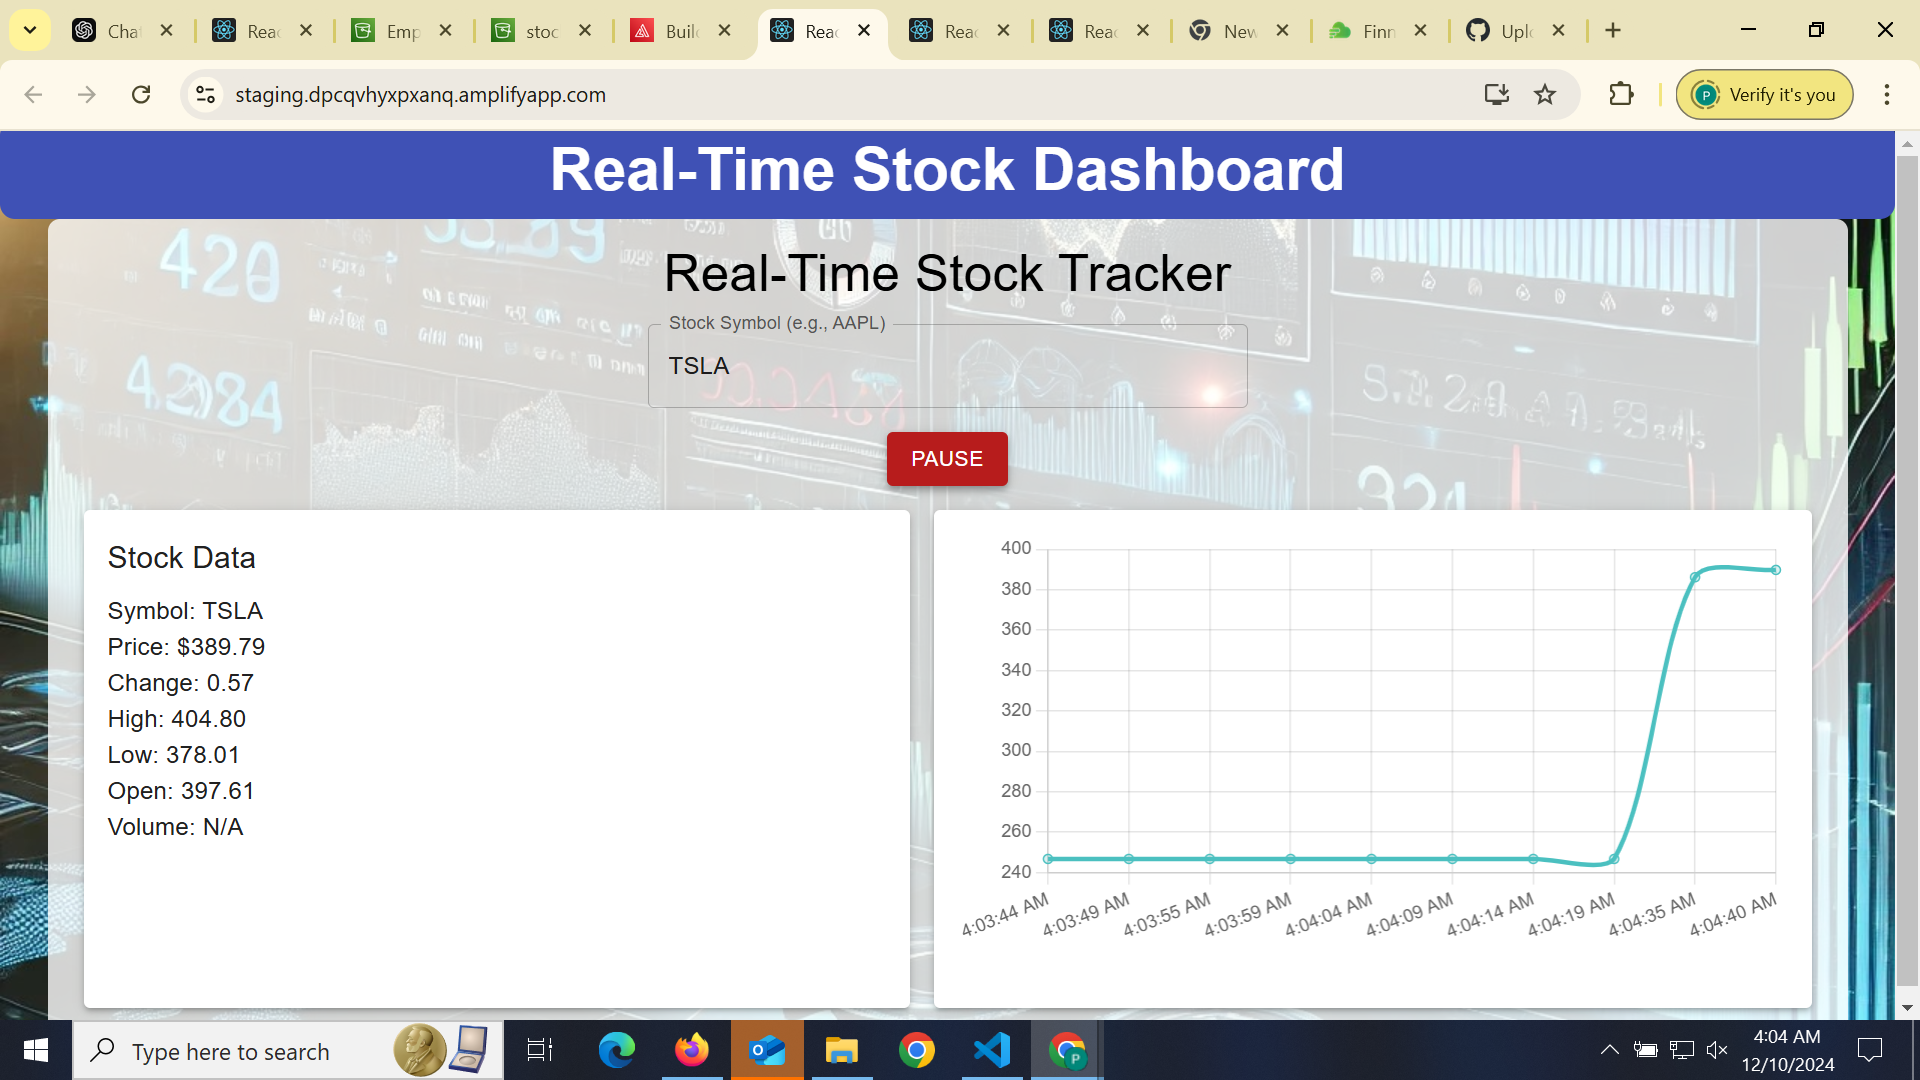 Chat
Reac
Emp
stoc
Build
Reac
Reac
Reac
New
Finn
Uplo
staging.dpcqvhyxpxanq.amplifyapp.com
Verify it's you
Real-Time Stock Dashboard
Real-Time Stock Tracker
Stock Symbol (e.g., AAPL)
TSLA
PAUSE
420
4.2984
Stock Data
Symbol: TSLA
Price: $389.79
Change: 0.57
High: 404.80
Low: 378.01
Open: 397.61
Volume: N/A
400
380
360
340
320
300
280
260
240
4:03:44 AM
4:03:49 AM
4:03:55 AM
4:03:59 AM
4:04:04 AM
4:04:09 AM
4:04:14 AM
4:04:19 AM
4:04:35 AM
4:04:40 AM
Type here to search
4:04 AM
12/10/2024